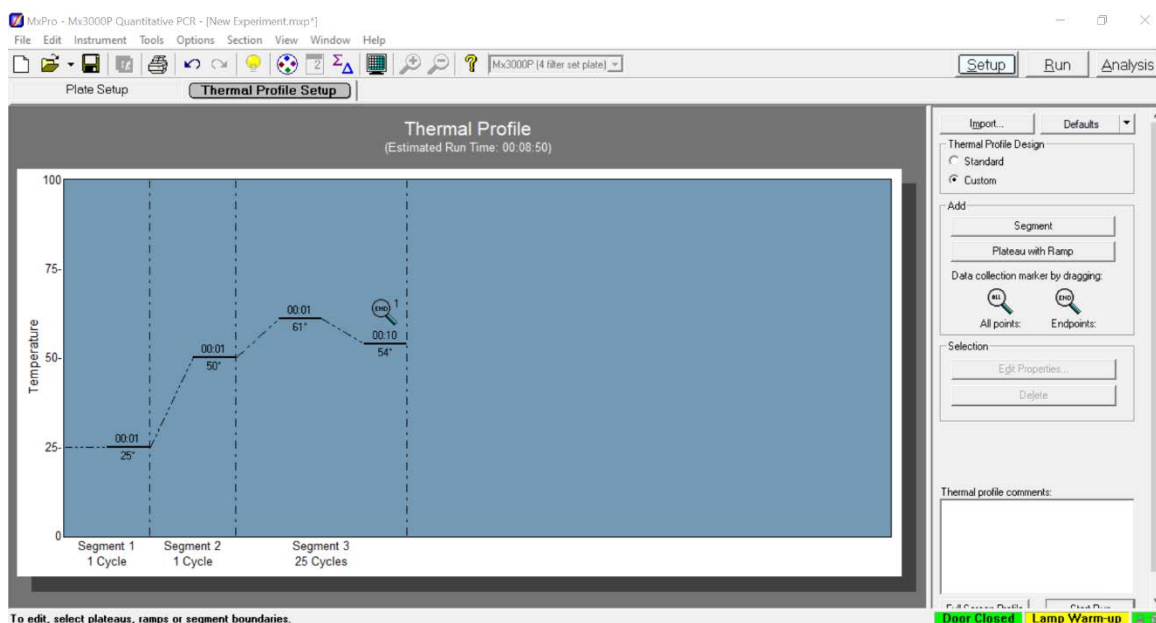 MxPro - Mx3000P Quantitative PCR - [New Experiment.mxp*]
File Edit Instrument Tools Options Section View Window Help
Mx3000P (4 filter set plate)
Setup Run Analysis
Plate Setup Thermal Profile Setup
Thermal Profile
(Estimated Run Time: 00:08:50)
Temperature
100
75-
50-
25-
0
00:01
25°
00:01
50°
00:01
61°
END 1
00:10
54°
Segment 1 Segment 2 Segment 3
1 Cycle 1 Cycle 25 Cycles
Import... Defaults
Thermal Profile Design
Standard
Custom
Add
Segment
Plateau with Ramp
Data collection marker by dragging:
ALL END
All points: Endpoints:
Selection
Edit Properties...
Delete
Thermal profile comments:
To edit, select plateaus, ramps or segment boundaries.
Door Closed Lamp Warm-up